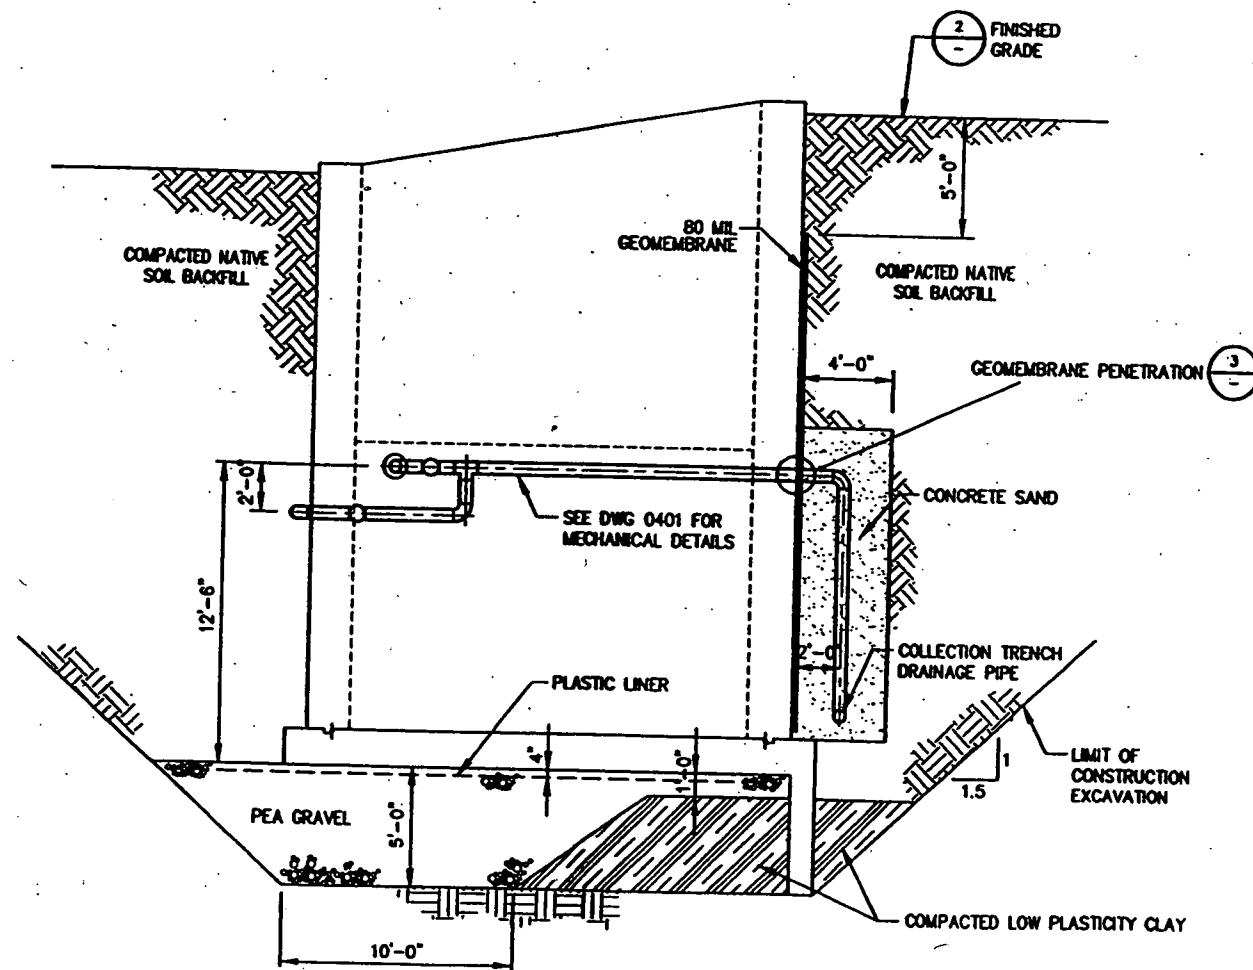 2
-
FINISHED
GRADE
5'-0"
80 MIL
GEOMEMBRANE
COMPACTED NATIVE
SOIL BACKFILL
COMPACTED NATIVE
SOIL BACKFILL
4'-0"
GEOMEMBRANE PENETRATION
3
-
2'-0"
CONCRETE SAND
SEE DWG 0401 FOR
MECHANICAL DETAILS
12'-6"
2'-0"
COLLECTION TRENCH
DRAINAGE PIPE
PLASTIC LINER
4"
1'-0"
1
1.5
LIMIT OF
CONSTRUCTION
EXCAVATION
PEA GRAVEL
5'-0"
COMPACTED LOW PLASTICITY CLAY
10'-0"